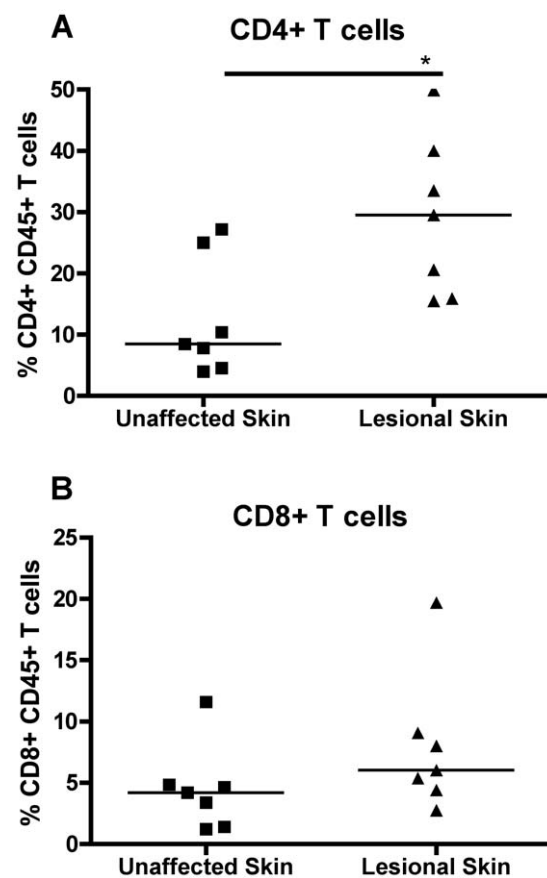 A
CD4+ T cells
*
% CD4+ CD45+ T cells
50
40
30
20
10
0
Unaffected Skin
Lesional Skin
B
CD8+ T cells
% CD8+ CD45+ T cells
25
20
15
10
5
0
Unaffected Skin
Lesional Skin